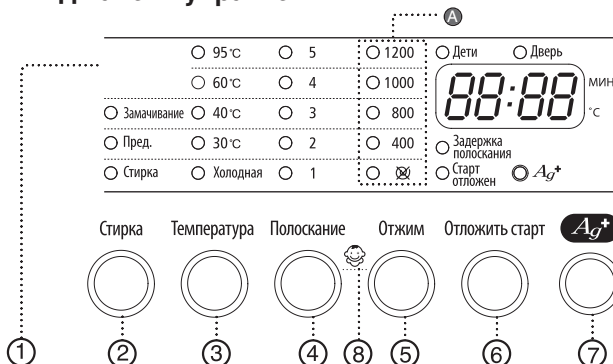 A
95 °C 5 1200 Дети Дверь
60 °C 4 1000 88:88 МИН
Замачивание 40 °C 3 800 °C
Пред. 30 °C 2 400 Задержка полоскания
Стирка Холодная 1 Старт отложен Ag+
Стирка Температура Полоскание Отжим Отложить старт Ag+
1 2 3 4 8 5 6 7